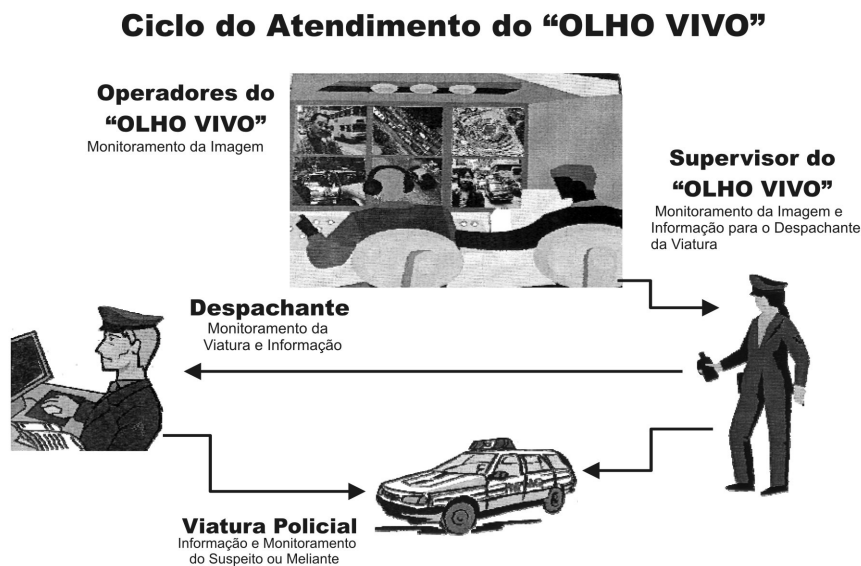 Ciclo do Atendimento do “OLHO VIVO”
Operadores do
“OLHO VIVO”
Monitoramento da Imagem
Supervisor do
“OLHO VIVO”
Monitoramento da Imagem e
Informação para o Despachante
da Viatura
Despachante
Monitoramento da
Viatura e Informação
Viatura Policial
Informação e Monitoramento
do Suspeito ou Meliante